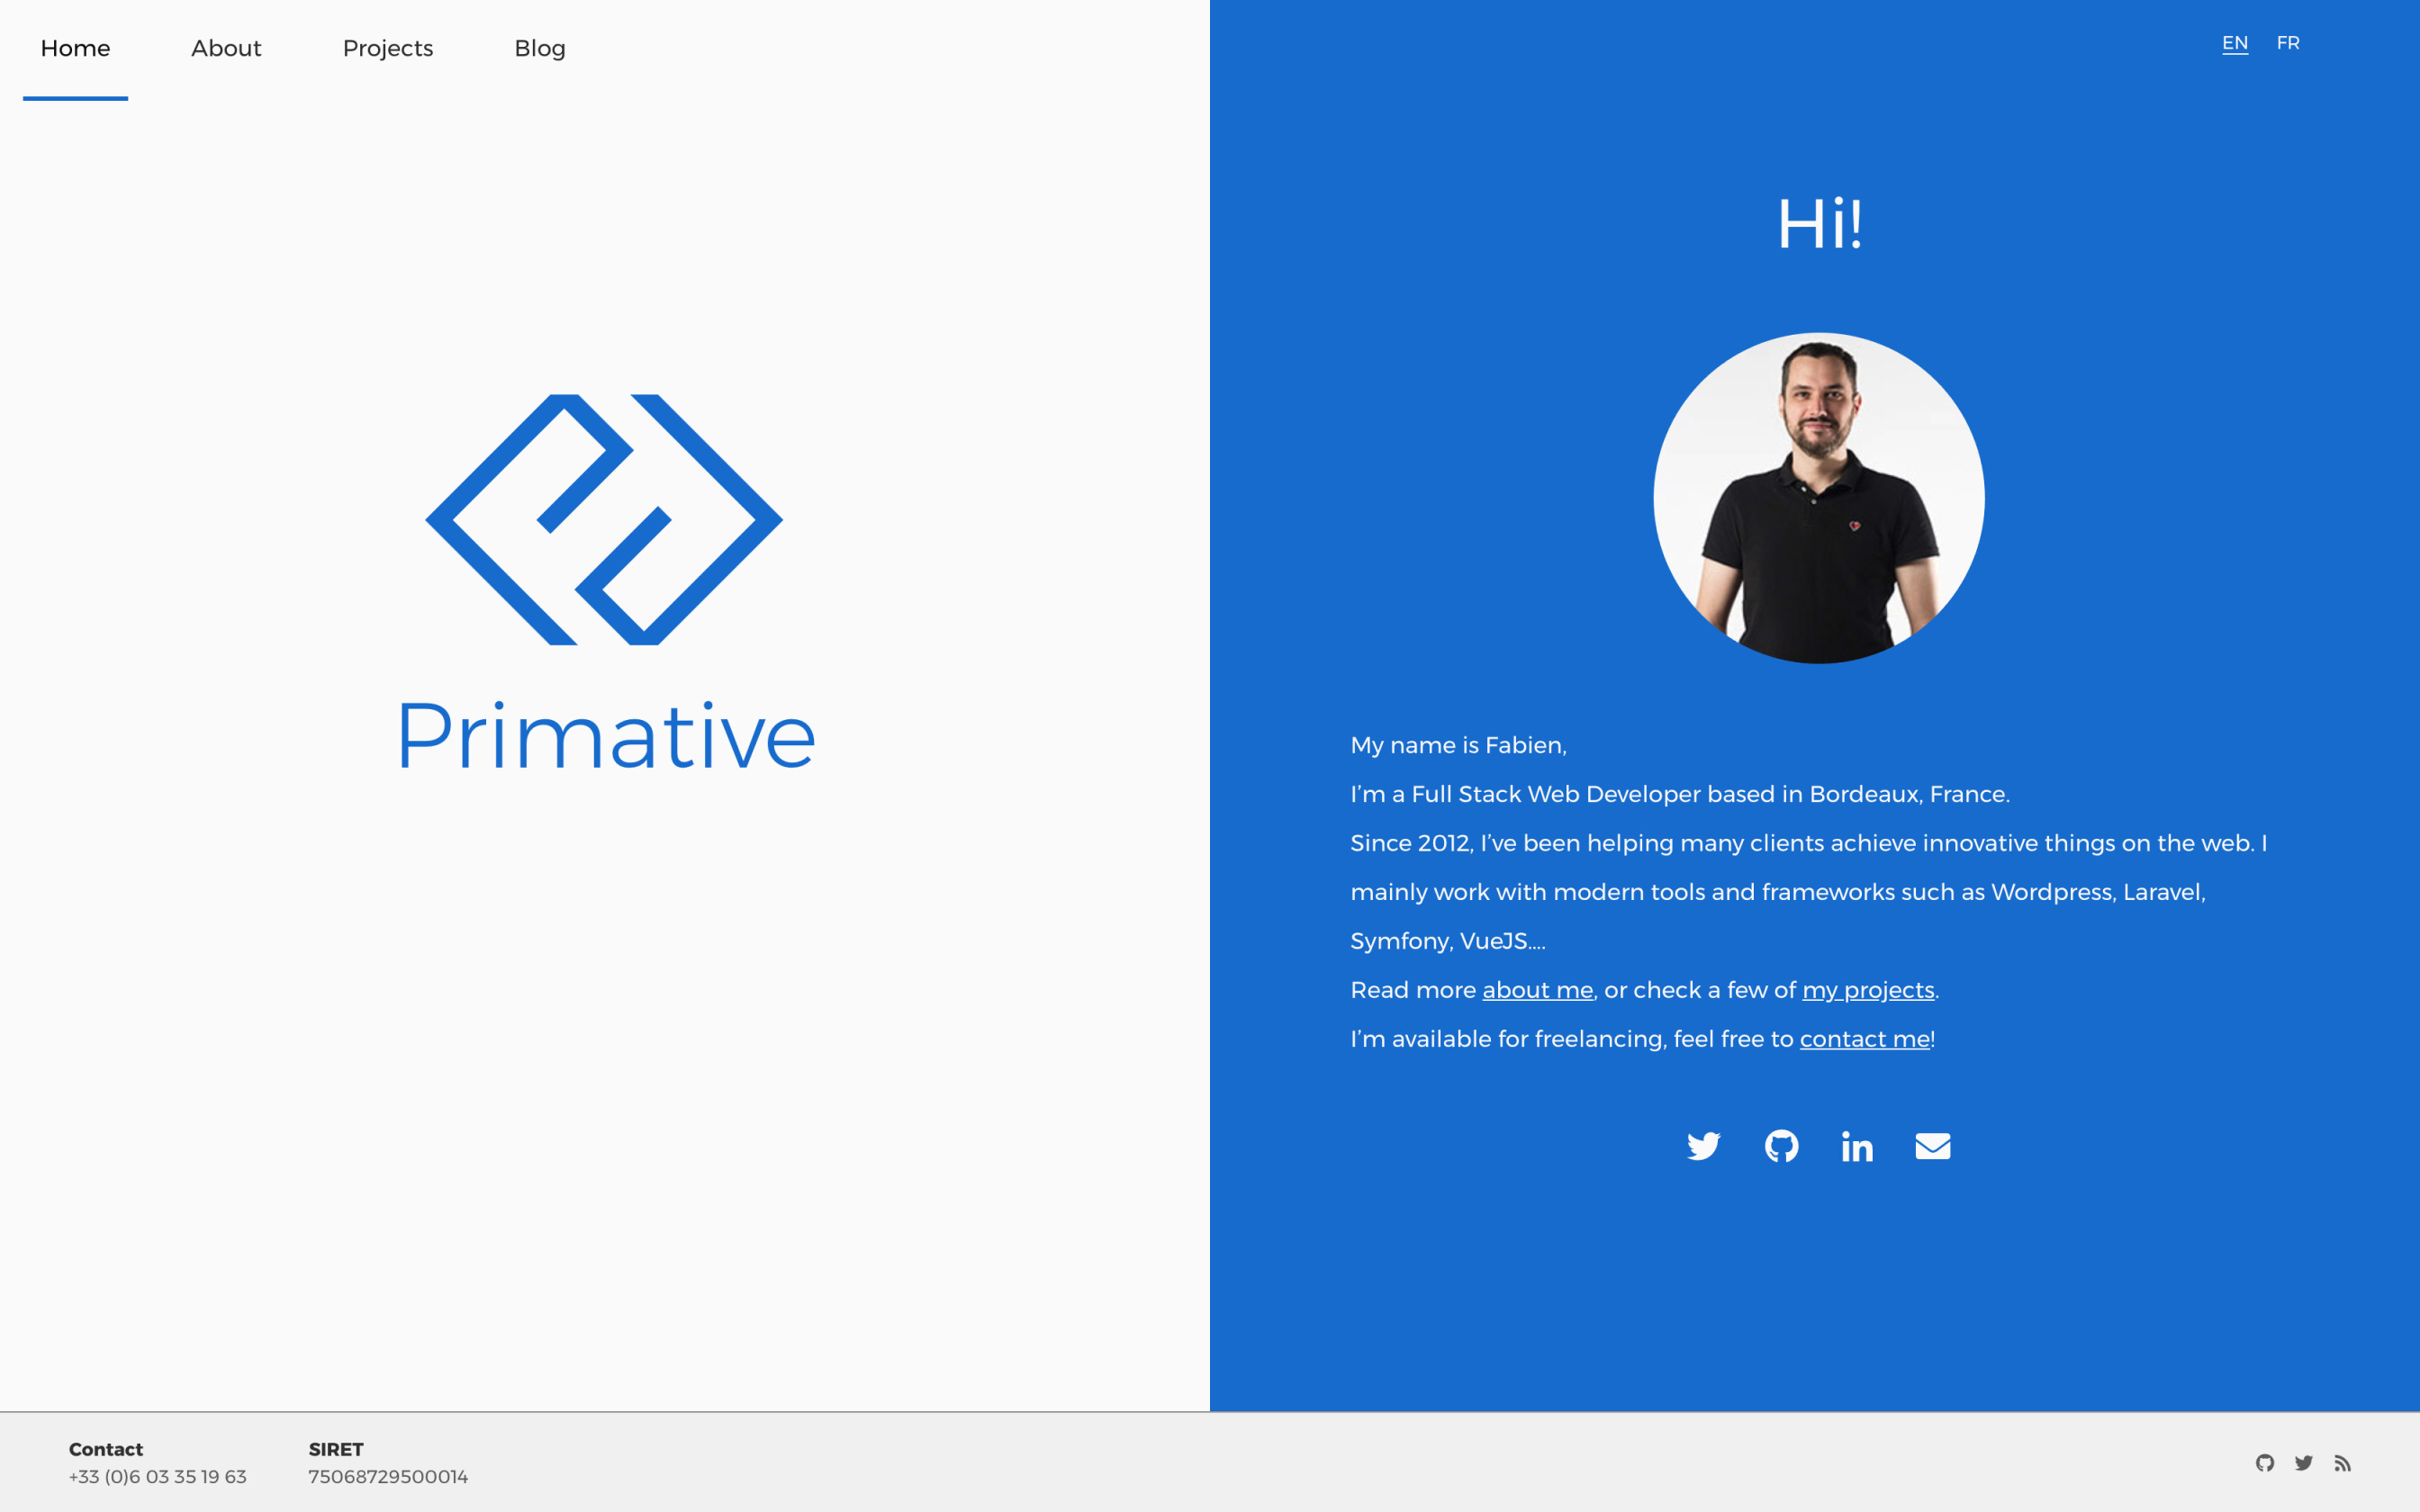 Home
About
Projects
Blog
EN
FR
Primative
Hi!
My name is Fabien,
I’m a Full Stack Web Developer based in Bordeaux, France.
Since 2012, I’ve been helping many clients achieve innovative things on the web. I
mainly work with modern tools and frameworks such as Wordpress, Laravel,
Symfony, VueJS....
Read more about me, or check a few of my projects.
I’m available for freelancing, feel free to contact me!
Contact
+33 (0)6 03 35 19 63
SIRET
75068729500014